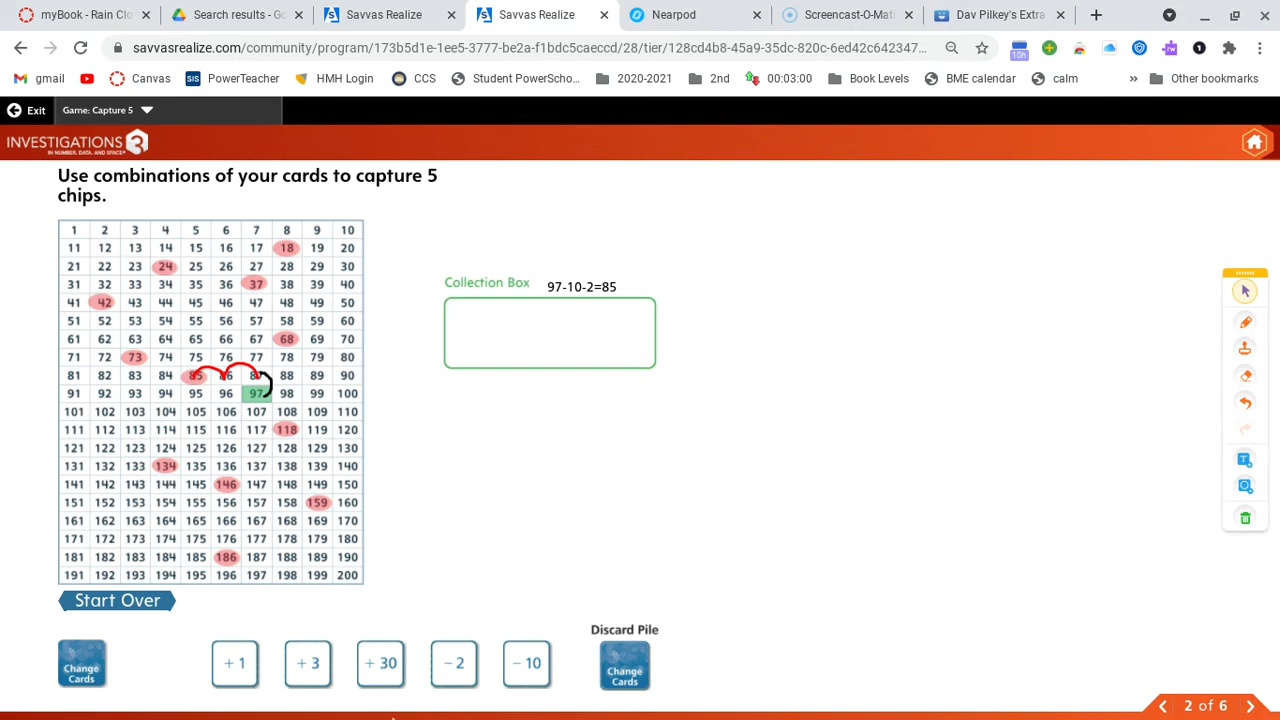 myBook - Rain Clo
Search results - Go
Savvas Realize
Savvas Realize
Nearpod
Screencast-O-Mati
Dav Pilkey's Extra
savvasrealize.com/community/program/173b5d1e-1ee5-3777-be2a-f1bdc5caeccd/28/tier/128cd4b8-45a9-35dc-820c-6ed42c642347...
10h
gmail
Canvas
SIS PowerTeacher
HMH Login
CCS
Student PowerScho...
2020-2021
2nd
00:03:00
Book Levels
BME calendar
calm
»
Other bookmarks
Exit
Game: Capture 5
INVESTIGATIONS 3
IN NUMBER, DATA, AND SPACE
Use combinations of your cards to capture 5
chips.
1 2 3 4 5 6 7 8 9 10
11 12 13 14 15 16 17 18 19 20
21 22 23 24 25 26 27 28 29 30
31 32 33 34 35 36 37 38 39 40
41 42 43 44 45 46 47 48 49 50
51 52 53 54 55 56 57 58 59 60
61 62 63 64 65 66 67 68 69 70
71 72 73 74 75 76 77 78 79 80
81 82 83 84 85 86 87 88 89 90
91 92 93 94 95 96 97 98 99 100
101 102 103 104 105 106 107 108 109 110
111 112 113 114 115 116 117 118 119 120
121 122 123 124 125 126 127 128 129 130
131 132 133 134 135 136 137 138 139 140
141 142 143 144 145 146 147 148 149 150
151 152 153 154 155 156 157 158 159 160
161 162 163 164 165 166 167 168 169 170
171 172 173 174 175 176 177 178 179 180
181 182 183 184 185 186 187 188 189 190
191 192 193 194 195 196 197 198 199 200
Collection Box
97-10-2=85
Start Over
Discard Pile
Change
Cards
+ 1
+ 3
+ 30
− 2
− 10
Change
Cards
2 of 6